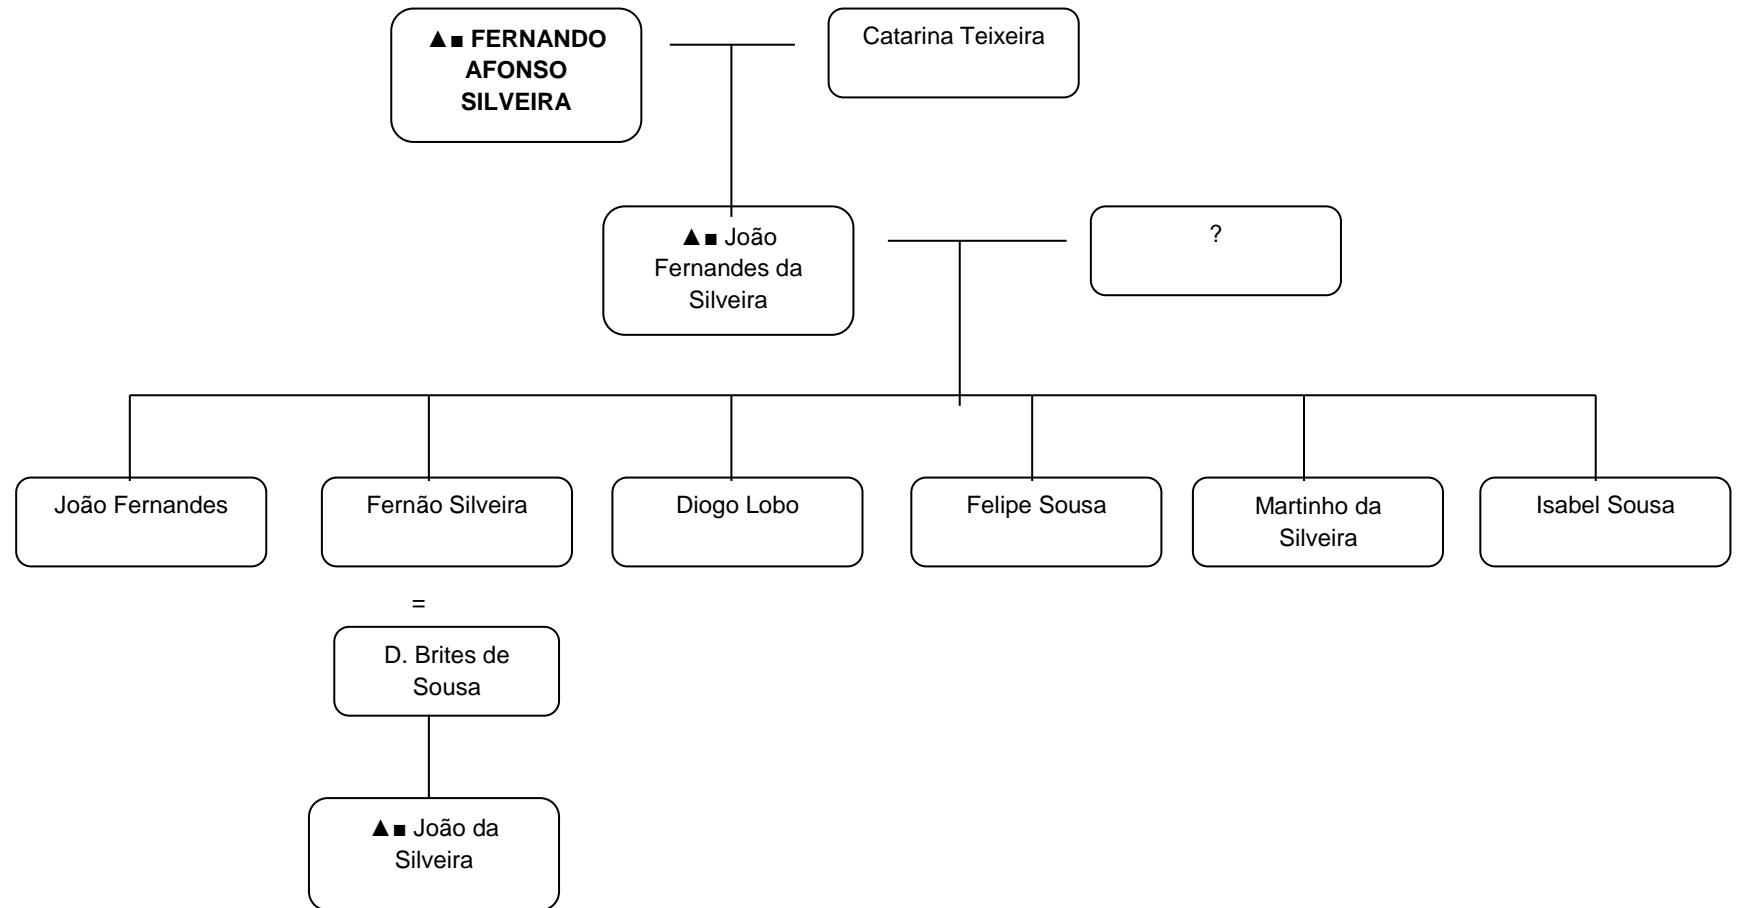 ▲■ FERNANDO
AFONSO
SILVEIRA
Catarina Teixeira
▲■ João
Fernandes da
Silveira
?
João Fernandes
Fernão Silveira
Diogo Lobo
Felipe Sousa
Martinho da
Silveira
Isabel Sousa
=
D. Brites de
Sousa
▲■ João da
Silveira